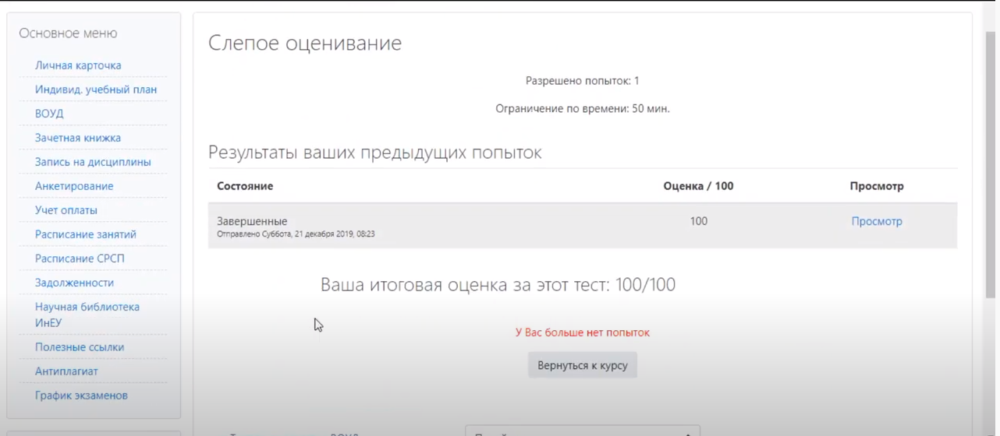 Основное меню
Личная карточка
Индивид. учебный план
ВОУД
Зачетная книжка
Запись на дисциплины
Анкетирование
Учет оплаты
Расписание занятий
Расписание СРСП
Задолженности
Научная библиотека
ИнЕУ
Полезные ссылки
Антиплагиат
График экзаменов
Слепое оценивание
Разрешено попыток: 1
Ограничение по времени: 50 мин.
Результаты ваших предыдущих попыток
Состояние Оценка / 100 Просмотр
Завершенные 100 Просмотр
Отправлено Суббота, 21 декабря 2019, 08:23
Ваша итоговая оценка за этот тест: 100/100
У Вас больше нет попыток
Вернуться к курсу